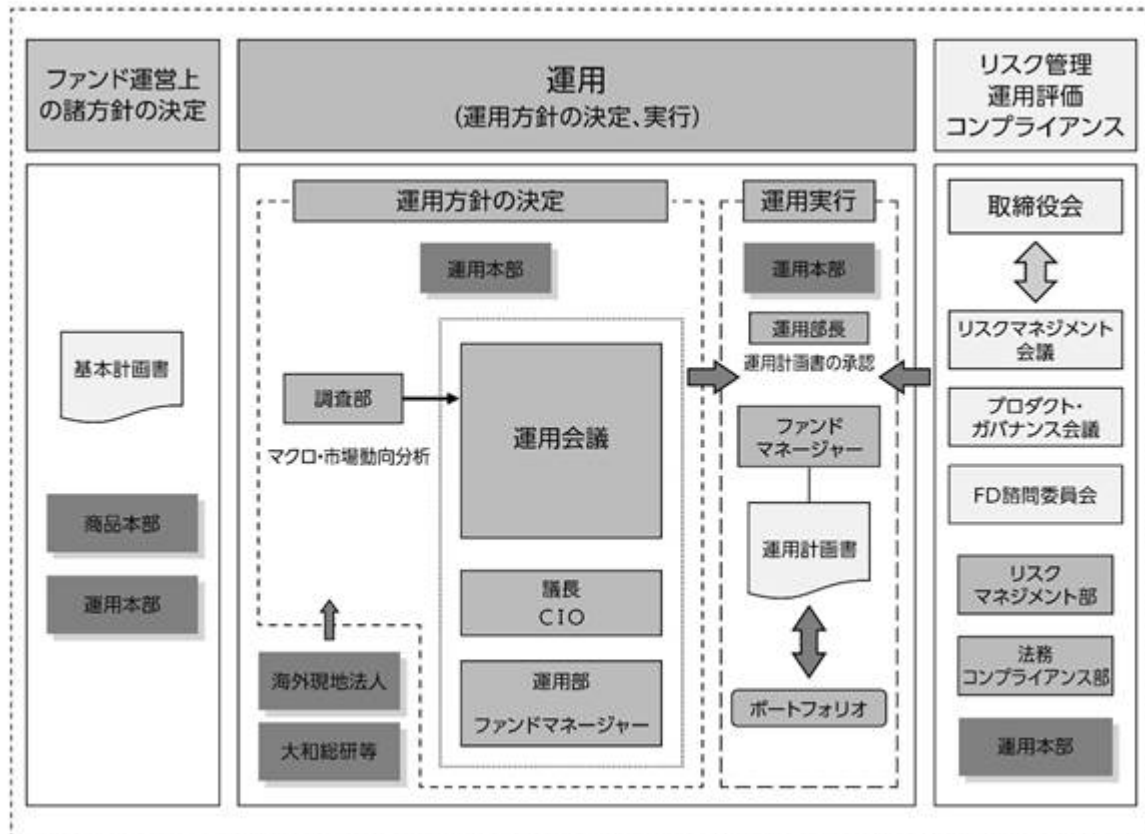 ファンド運営上
の諸方針の決定
運用
(運用方針の決定、実行)
リスク管理
運用評価
コンプライアンス
基本計画書
商品本部
運用本部
運用方針の決定
運用本部
調査部
マクロ・市場動向分析
運用会議
議長
CIO
運用部
ファンドマネージャー
海外現地法人
大和総研等
運用実行
運用本部
運用部長
運用計画書の承認
ファンド
マネージャー
運用計画書
ポートフォリオ
取締役会
リスクマネジメント
会議
プロダクト・
ガバナンス会議
FD諮問委員会
リスク
マネジメント部
法務
コンプライアンス部
運用本部